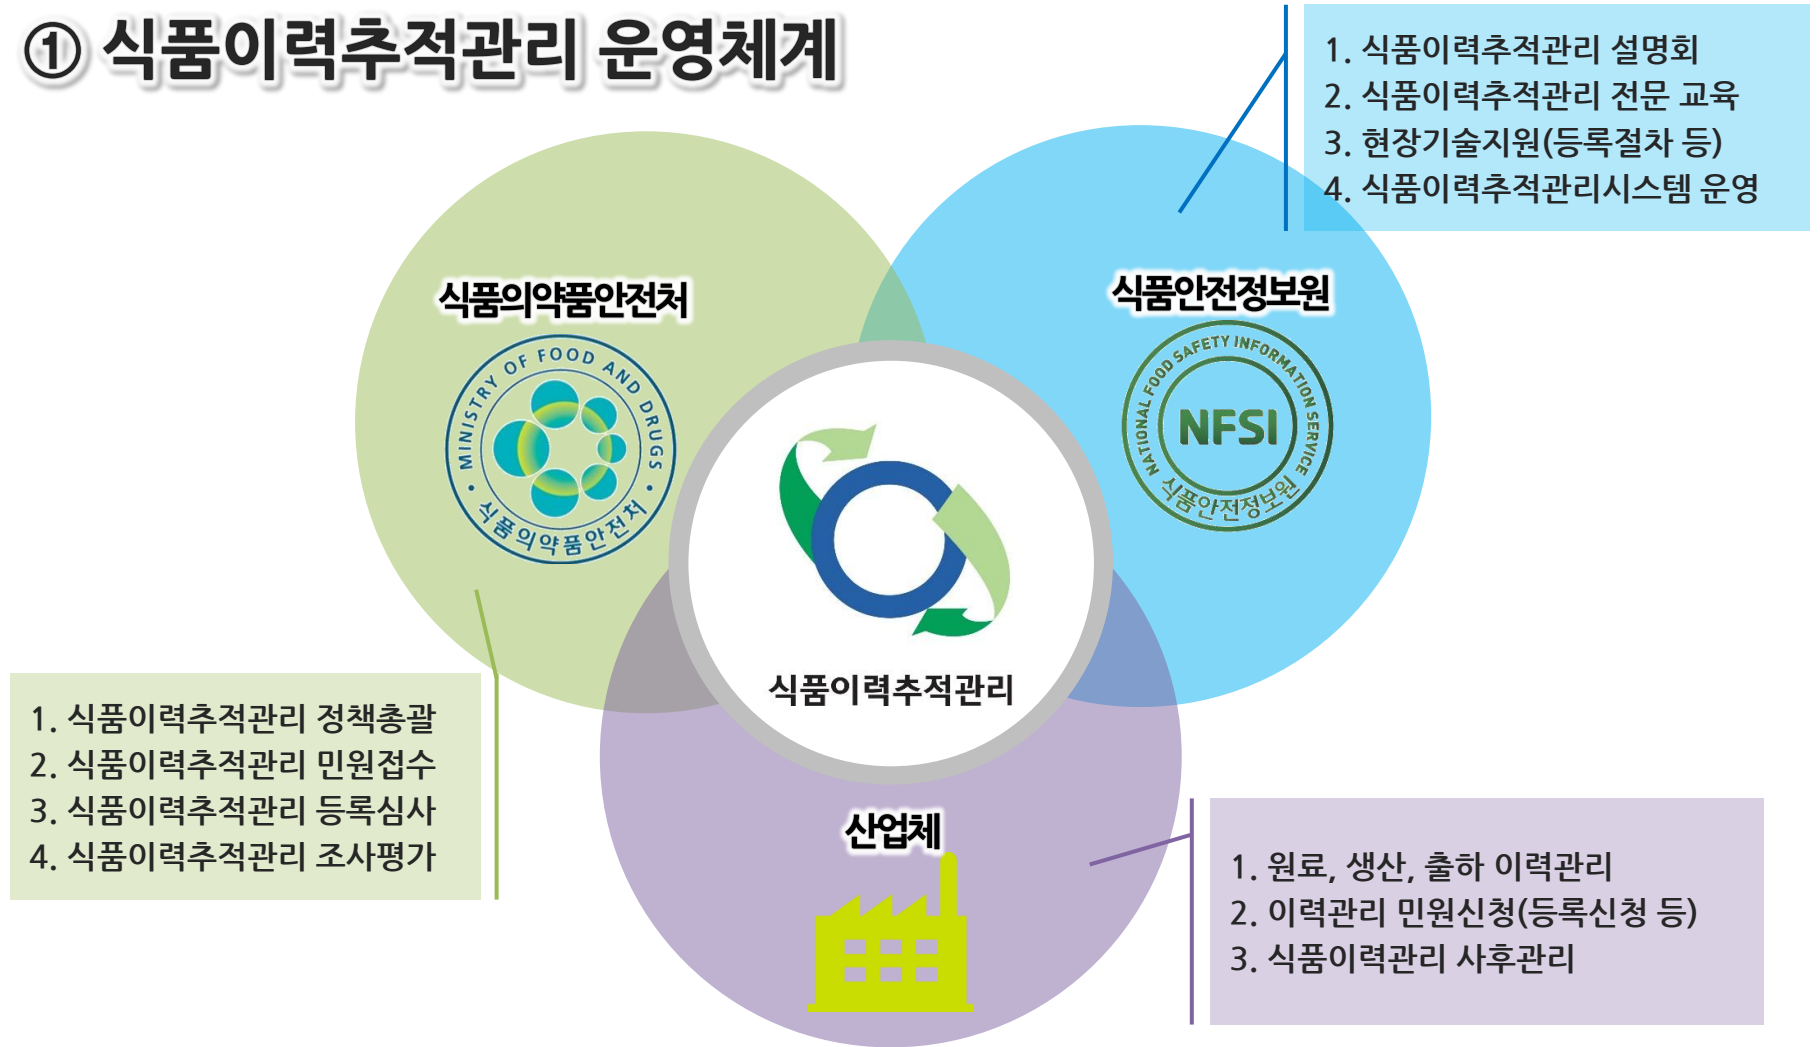 ① 식품이력추적관리 운영체계
1. 식품이력추적관리 설명회
2. 식품이력추적관리 전문 교육
3. 현장기술지원(등록절차 등)
4. 식품이력추적관리시스템 운영
식품의약품안전처
MINISTRY OF FOOD AND DRUGS
식품의약품안전처
식품안전정보원
NATIONAL FOOD SAFETY INFORMATION SERVICE
NFSI
식품안전정보원
식품이력추적관리
1. 식품이력추적관리 정책총괄
2. 식품이력추적관리 민원접수
3. 식품이력추적관리 등록심사
4. 식품이력추적관리 조사평가
산업체
1. 원료, 생산, 출하 이력관리
2. 이력관리 민원신청(등록신청 등)
3. 식품이력관리 사후관리